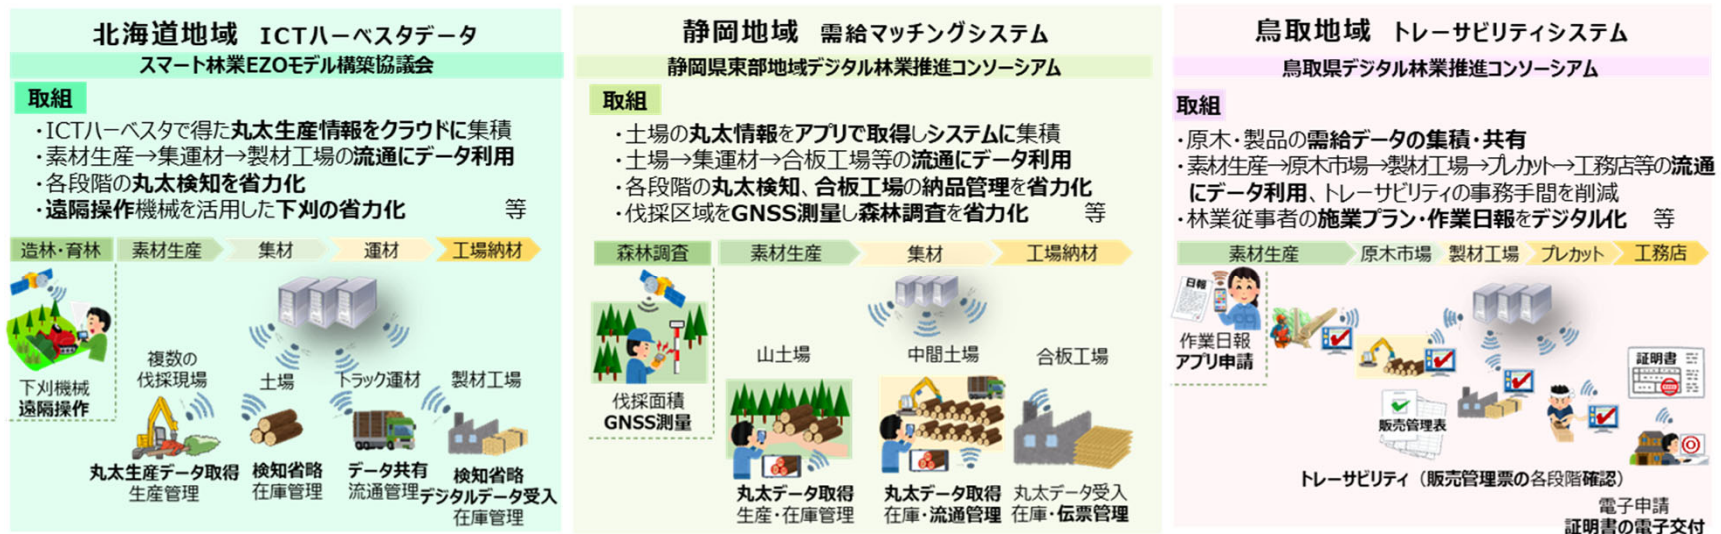 北海道地域 ICTハーベスタデータ
スマート林業EZOモデル構築協議会
取組
・ICTハーベスタで得た丸太生産情報をクラウドに集積
・素材生産→集運材→製材工場の流通にデータ利用
・各段階の丸太検知を省力化
・遠隔操作機械を活用した下刈の省力化 等
造林・育林 素材生産 集材 運材 工場納材
下刈機械
遠隔操作
複数の
伐採現場
土場
トラック運材
製材工場
丸太生産データ取得
生産管理
検知省略
在庫管理
データ共有
流通管理
検知省略
デジタルデータ受入
在庫管理
静岡地域 需給マッチングシステム
静岡県東部地域デジタル林業推進コンソーシアム
取組
・土場の丸太情報をアプリで取得しシステムに集積
・土場→集運材→合板工場等の流通にデータ利用
・各段階の丸太検知、合板工場の納品管理を省力化
・伐採区域をGNSS測量し森林調査を省力化 等
森林調査 素材生産 集材 工場納材
伐採面積
GNSS測量
山土場
中間土場
合板工場
丸太データ取得
生産・在庫管理
丸太データ取得
在庫・流通管理
丸太データ受入
在庫・伝票管理
鳥取地域 トレーサビリティシステム
鳥取県デジタル林業推進コンソーシアム
取組
・原木・製品の需給データの集積・共有
・素材生産→原木市場→製材工場→プレカット→工務店等の流通
にデータ利用、トレーサビリティの事務手間を削減
・林業従事者の施業プラン・作業日報をデジタル化 等
素材生産 原木市場 製材工場 プレカット 工務店
日報
作業日報
アプリ申請
販売管理表
証明書
トレーサビリティ（販売管理票の各段階確認）
電子申請
証明書の電子交付